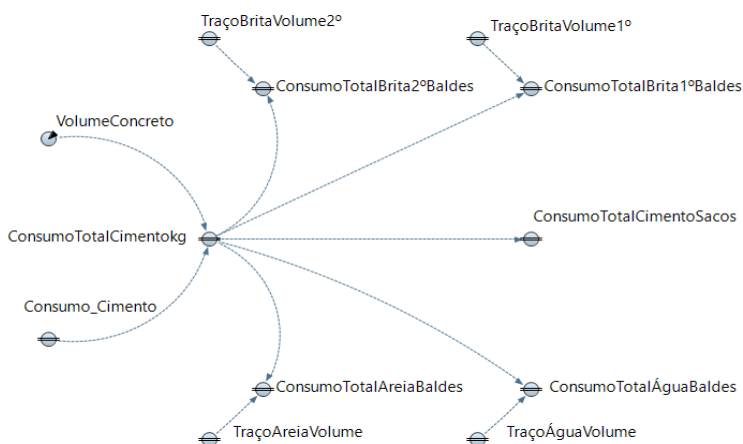 TraçoBritaVolume2º
TraçoBritaVolume1º
ConsumoTotalBrita2ºBaldes
ConsumoTotalBrita1ºBaldes
VolumeConcreto
ConsumoTotalCimentoSacos
ConsumoTotalCimentokg
Consumo_Cimento
ConsumoTotalAreiaBaldes
ConsumoTotalÁguaBaldes
TraçoAreiaVolume
TraçoÁguaVolume